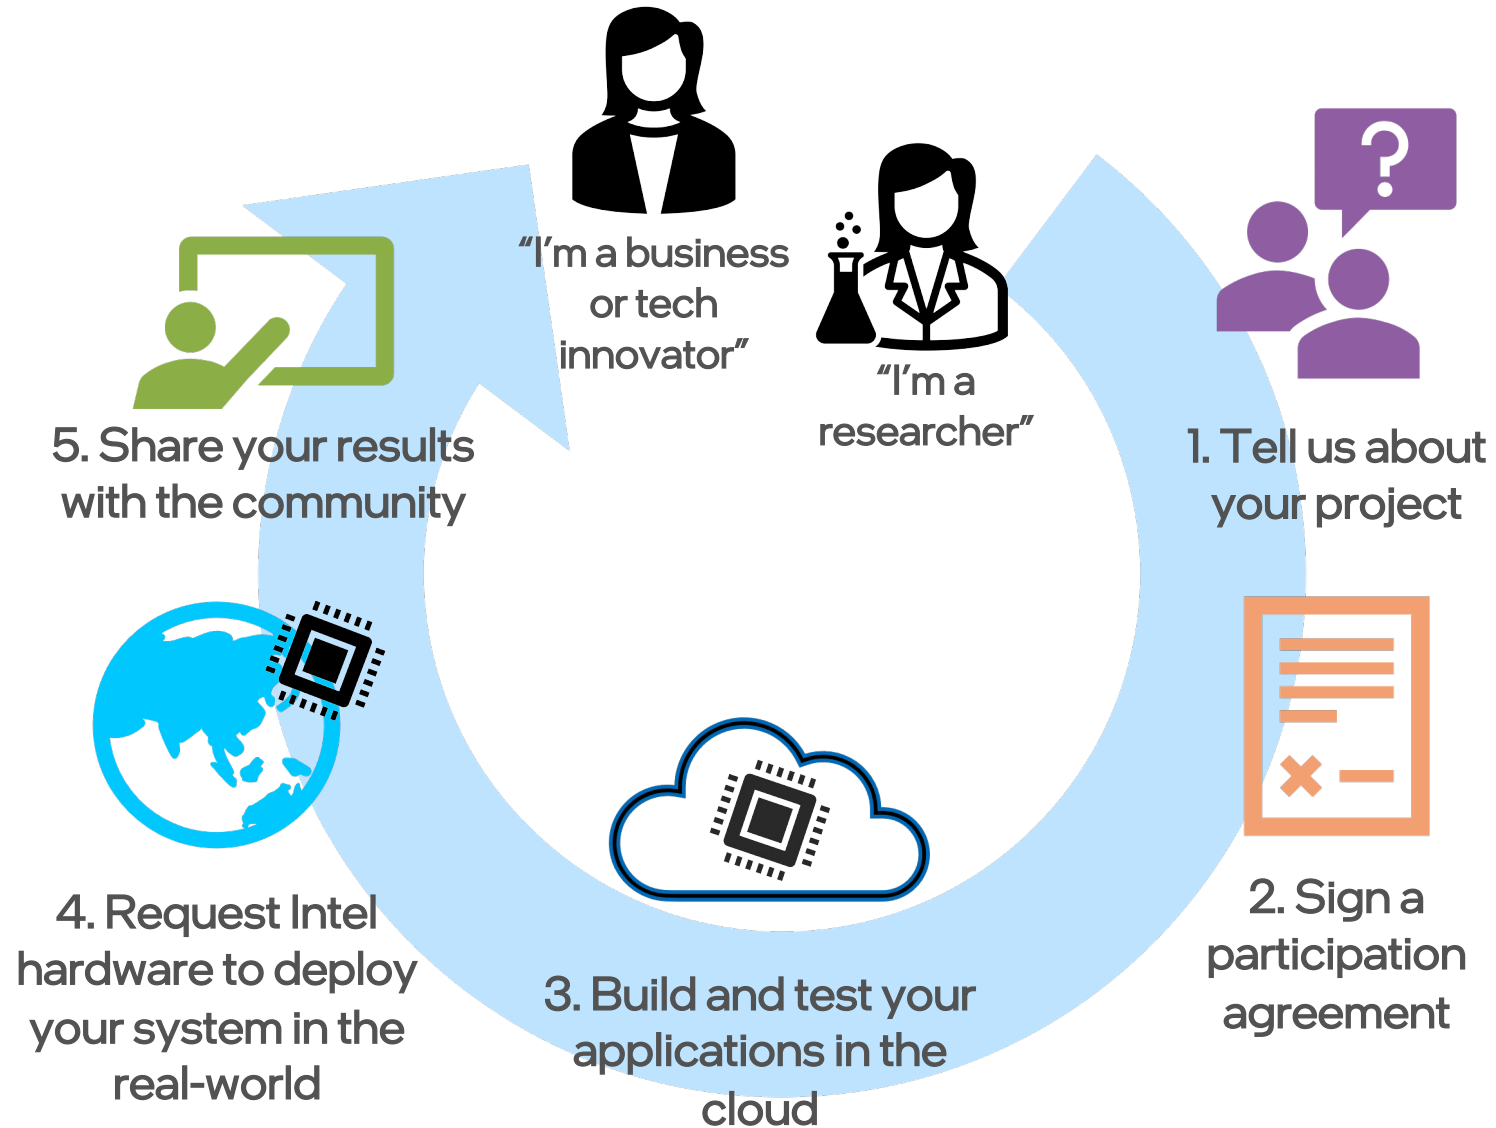 ?
“I’m a business
or tech
innovator”
“I’m a
researcher”
1. Tell us about
your project
2. Sign a
participation
agreement
3. Build and test your
applications in the
cloud
4. Request Intel
hardware to deploy
your system in the
real-world
5. Share your results
with the community